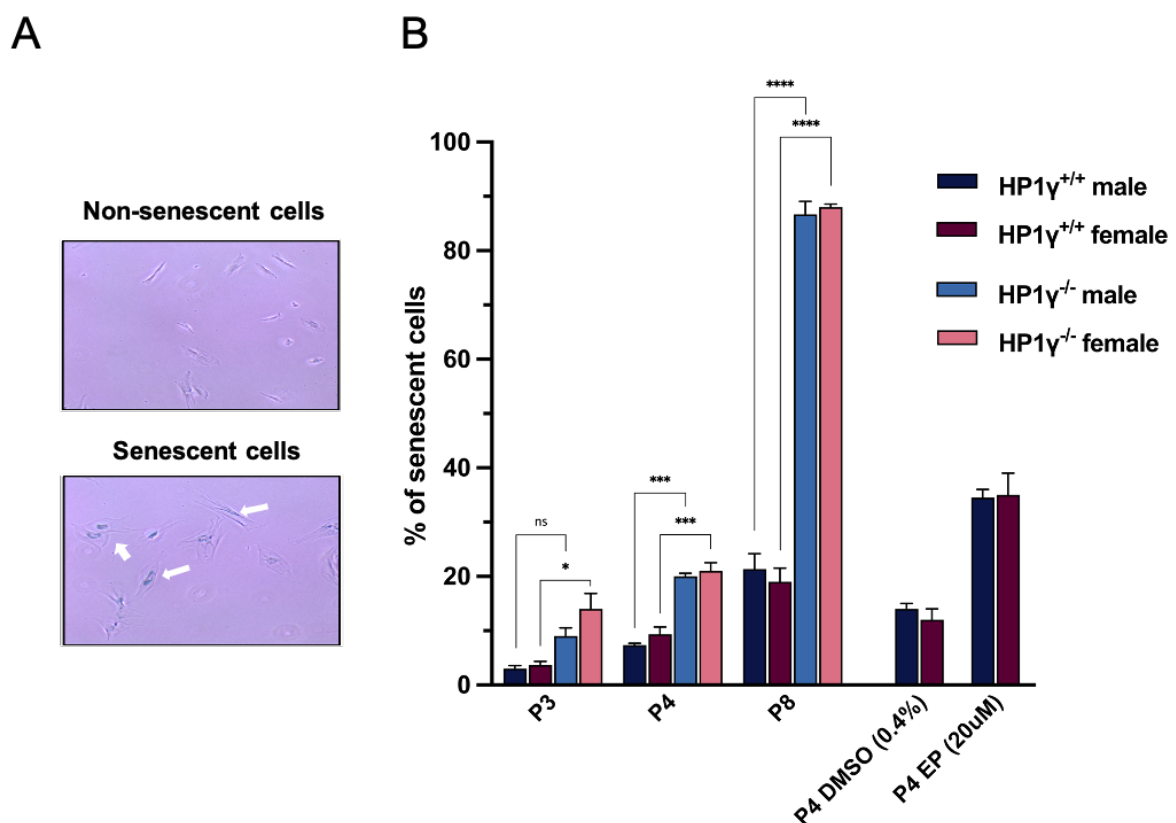 A
B
Non-senescent cells
Senescent cells
% of senescent cells
100
80
60
40
20
0
****
****
***
***
ns
*
P3
P4
P8
P4 DMSO (0.4%)
P4 EP (20uM)
HP1γ+/+ male
HP1γ+/+ female
HP1γ-/- male
HP1γ-/- female